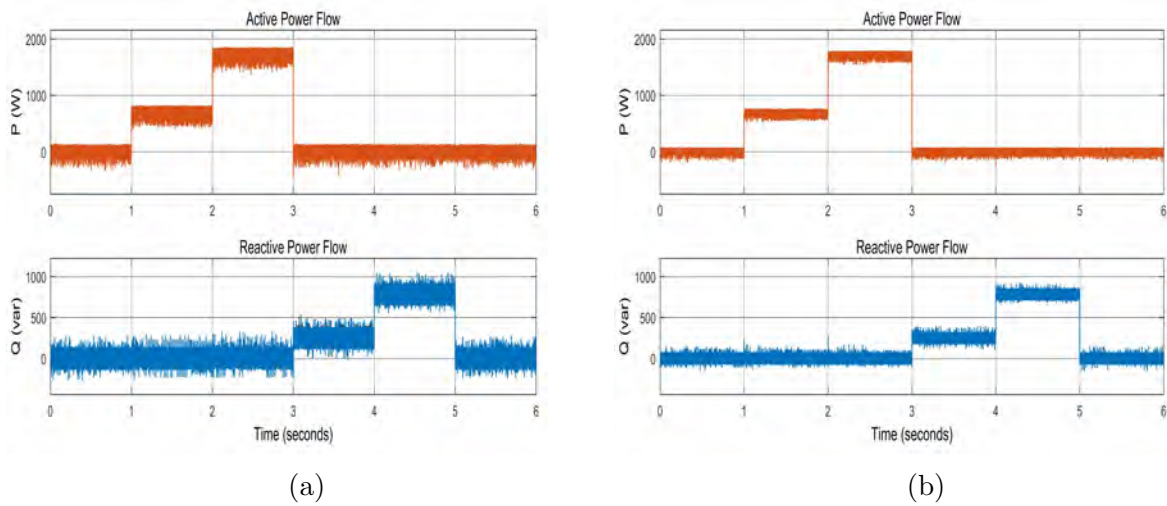 Active Power Flow
P (W)
2000
1000
0
0 1 2 3 4 5 6
Reactive Power Flow
Q (var)
1000
500
0
0 1 2 3 4 5 6
Time (seconds)
(a)
Active Power Flow
P (W)
2000
1000
0
0 1 2 3 4 5 6
Reactive Power Flow
Q (var)
1000
500
0
0 1 2 3 4 5 6
Time (seconds)
(b)